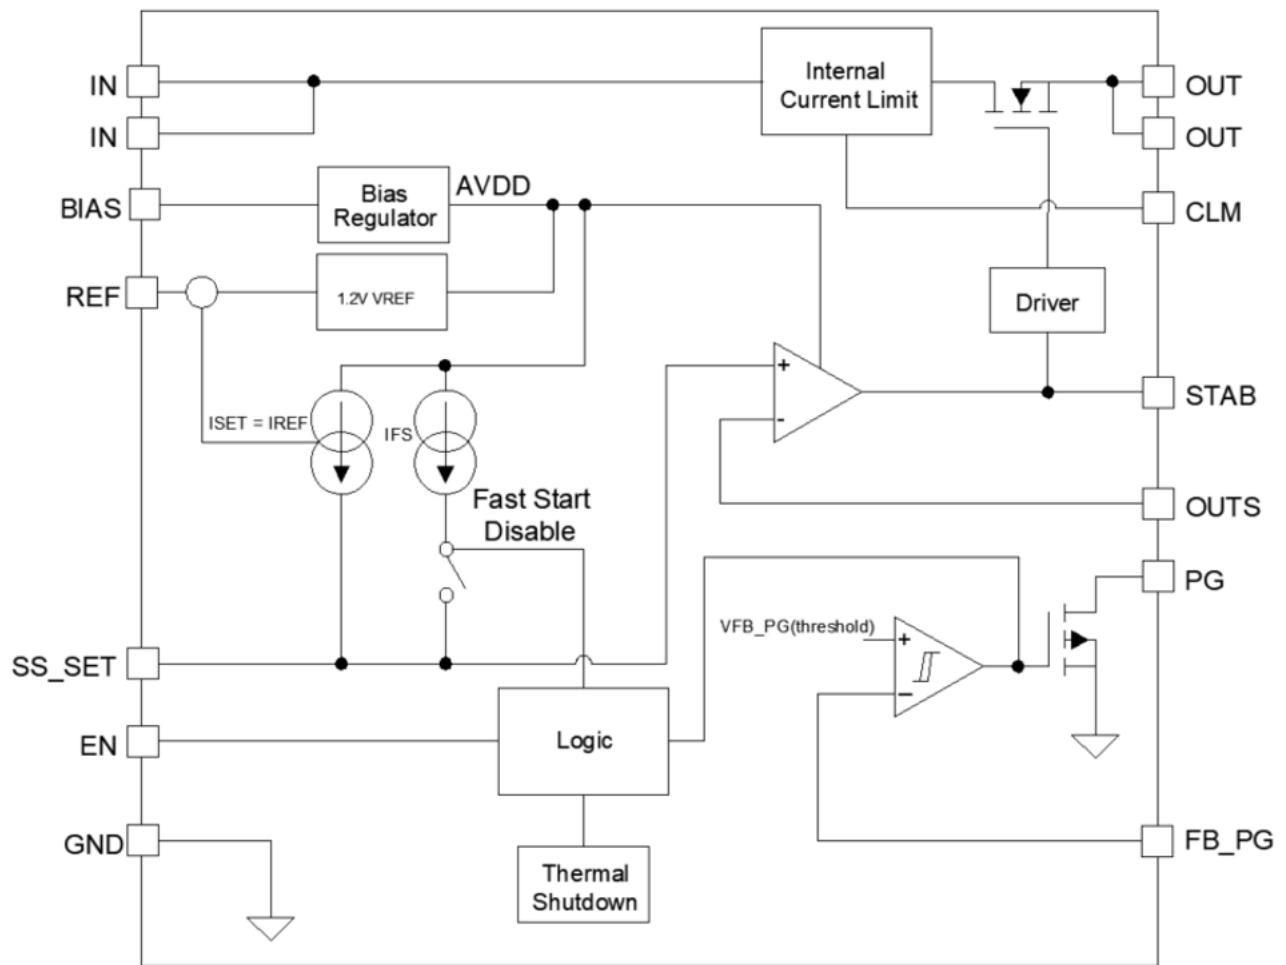 IN
Internal
Current Limit
OUT
IN
OUT
BIAS
Bias
Regulator
AVDD
CLM
REF
1.2V VREF
Driver
+
-
STAB
ISET = IREF
IFS
Fast Start
Disable
OUTS
PG
VFB_PG(threshold)
+
−
SS_SET
EN
Logic
GND
FB_PG
Thermal
Shutdown